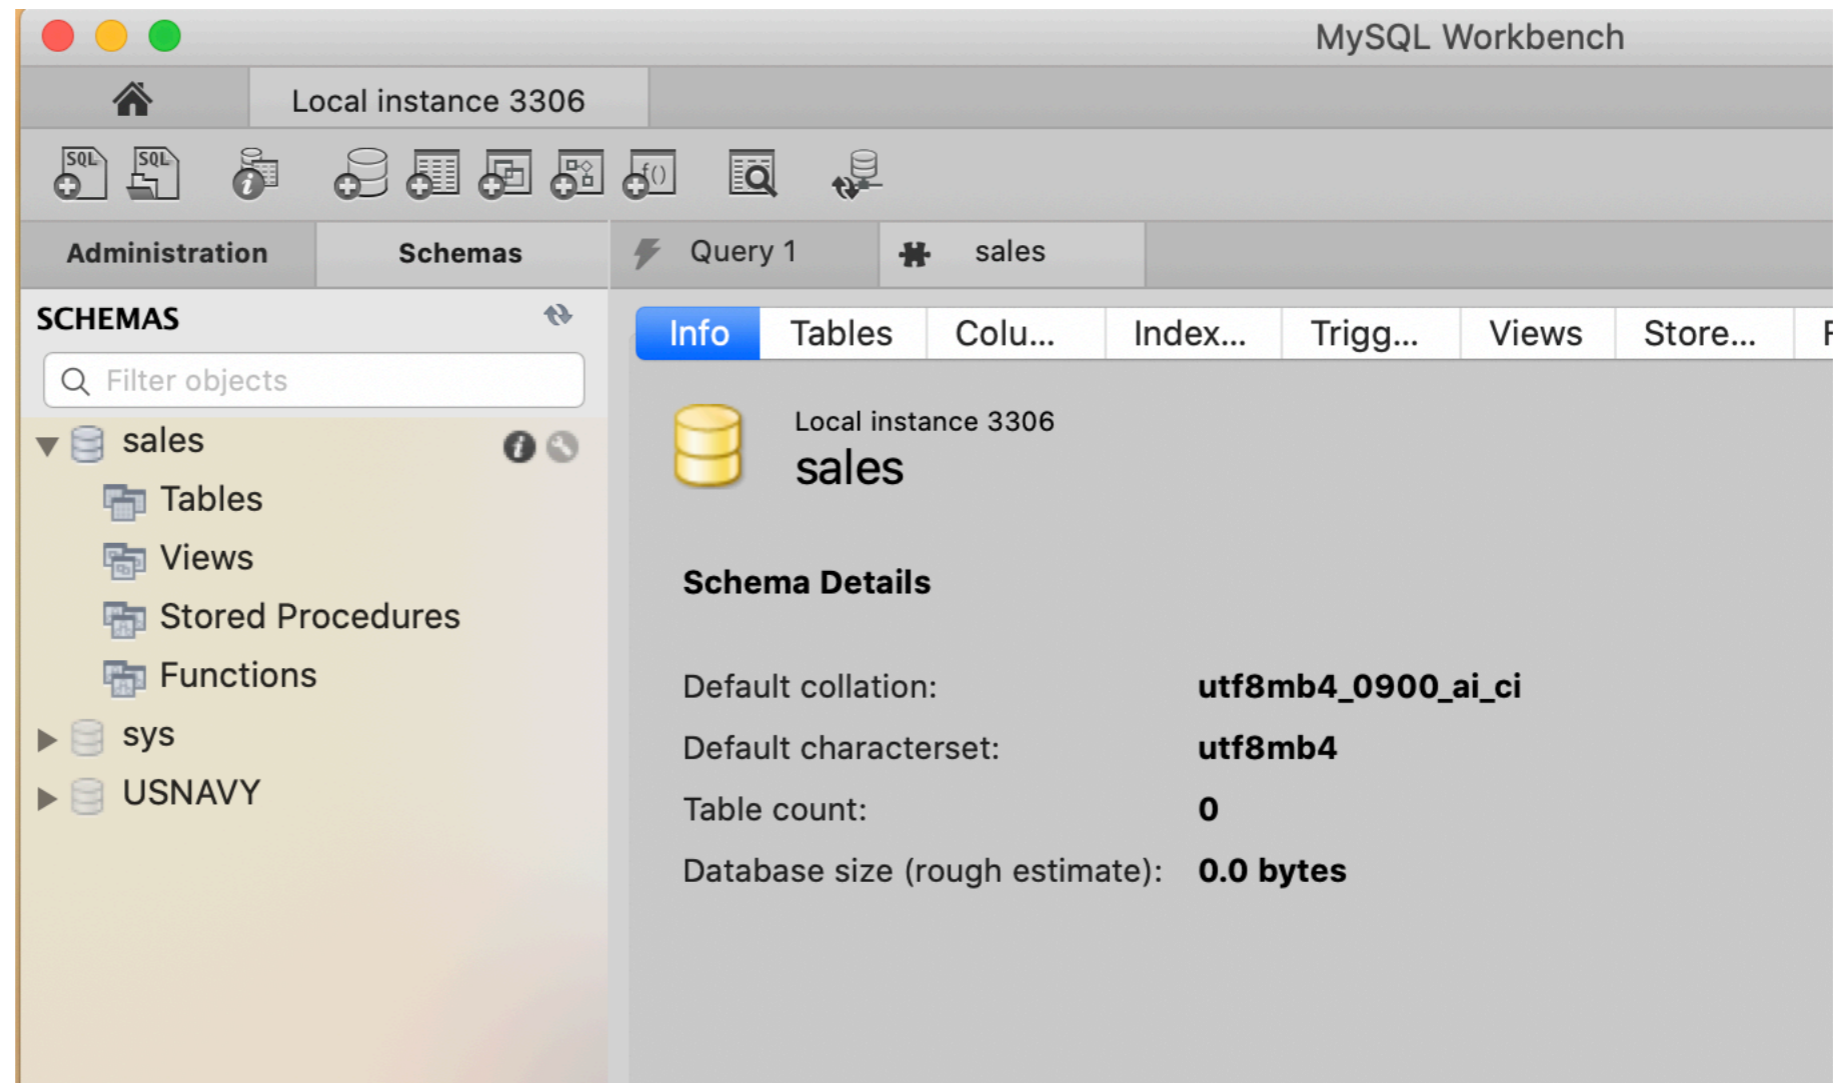 MySQL Workbench
Local instance 3306
SQL SQL f()
Administration Schemas Query 1 sales
SCHEMAS
Filter objects
sales
Tables
Views
Stored Procedures
Functions
sys
USNAVY
Info Tables Colu... Index... Trigg... Views Store... F
Local instance 3306
sales
Schema Details
Default collation: utf8mb4_0900_ai_ci
Default characterset: utf8mb4
Table count: 0
Database size (rough estimate): 0.0 bytes